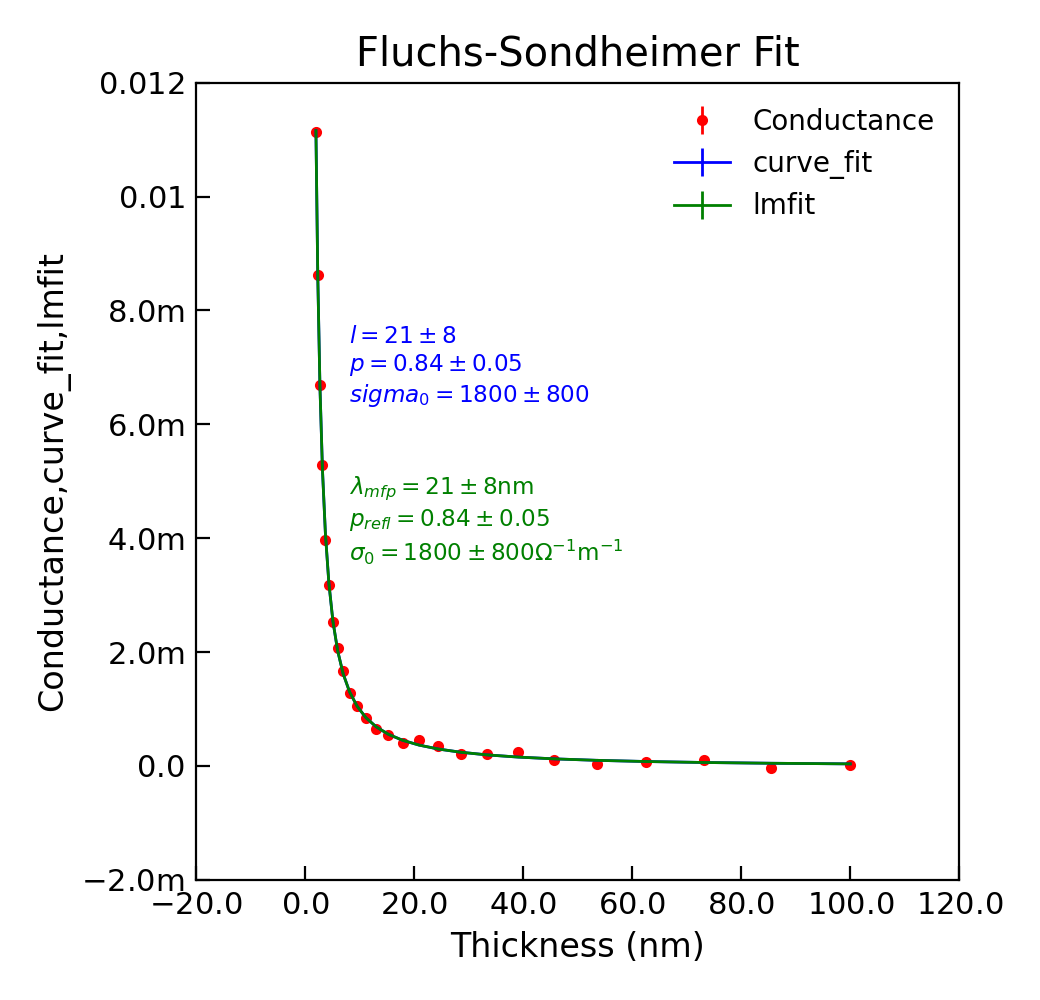 Fluchs-Sondheimer Fit
0.012
0.01
8.0m
6.0m
4.0m
2.0m
0.0
−2.0m
Conductance,curve_fit,lmfit
Conductance
curve_fit
lmfit
l = 21 ± 8
p = 0.84 ± 0.05
sigma₀ = 1800 ± 800
λ_mfp = 21 ± 8nm
p_refl = 0.84 ± 0.05
σ₀ = 1800 ± 800Ω⁻¹m⁻¹
−20.0 0.0 20.0 40.0 60.0 80.0 100.0 120.0
Thickness (nm)